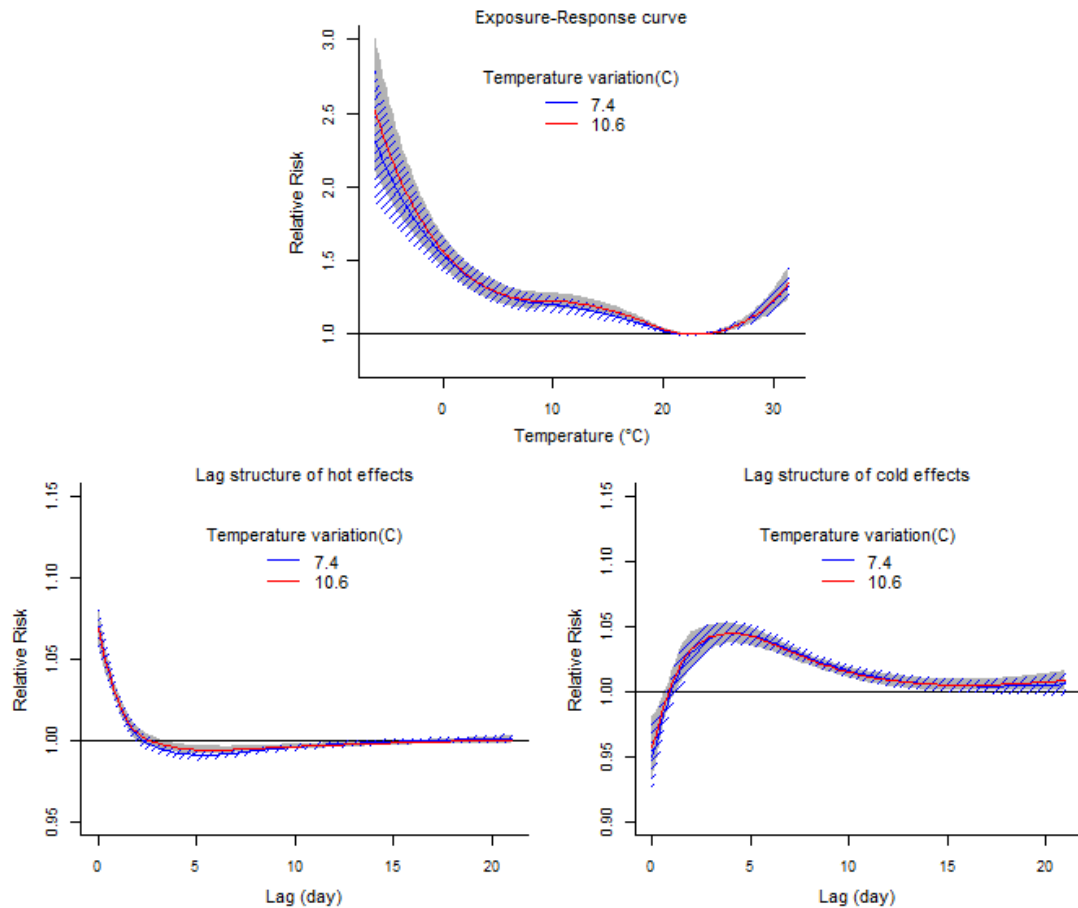 Exposure-Response curve
Temperature variation(C)
7.4
10.6
Relative Risk
3.0
2.5
2.0
1.5
1.0
0 10 20 30
Temperature (°C)
Lag structure of hot effects
Temperature variation(C)
7.4
10.6
Relative Risk
1.15
1.10
1.05
1.00
0.95
0 5 10 15 20
Lag (day)
Lag structure of cold effects
Temperature variation(C)
7.4
10.6
Relative Risk
1.15
1.10
1.05
1.00
0.95
0.90
0 5 10 15 20
Lag (day)